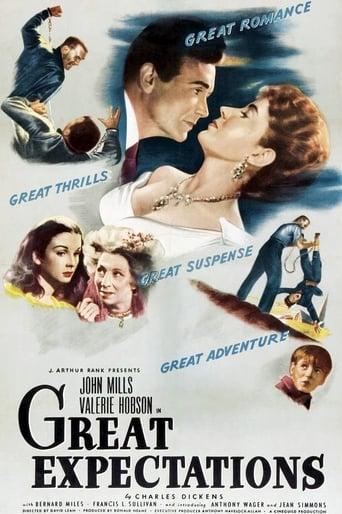 GREAT ROMANCE
GREAT THRILLS
GREAT SUSPENSE
GREAT ADVENTURE
J. ARTHUR RANK PRESENTS
JOHN MILLS
VALERIE HOBSON IN
GREAT
EXPECTATIONS
by CHARLES DICKENS
with BERNARD MILES · FRANCIS L. SULLIVAN · and introducing ANTHONY WAGER and JEAN SIMMONS
DIRECTED BY DAVID LEAN · PRODUCED BY RONALD NEAME · EXECUTIVE PRODUCER ANTHONY HAVELOCK-ALLAN · A CINEGUILD PRODUCTION